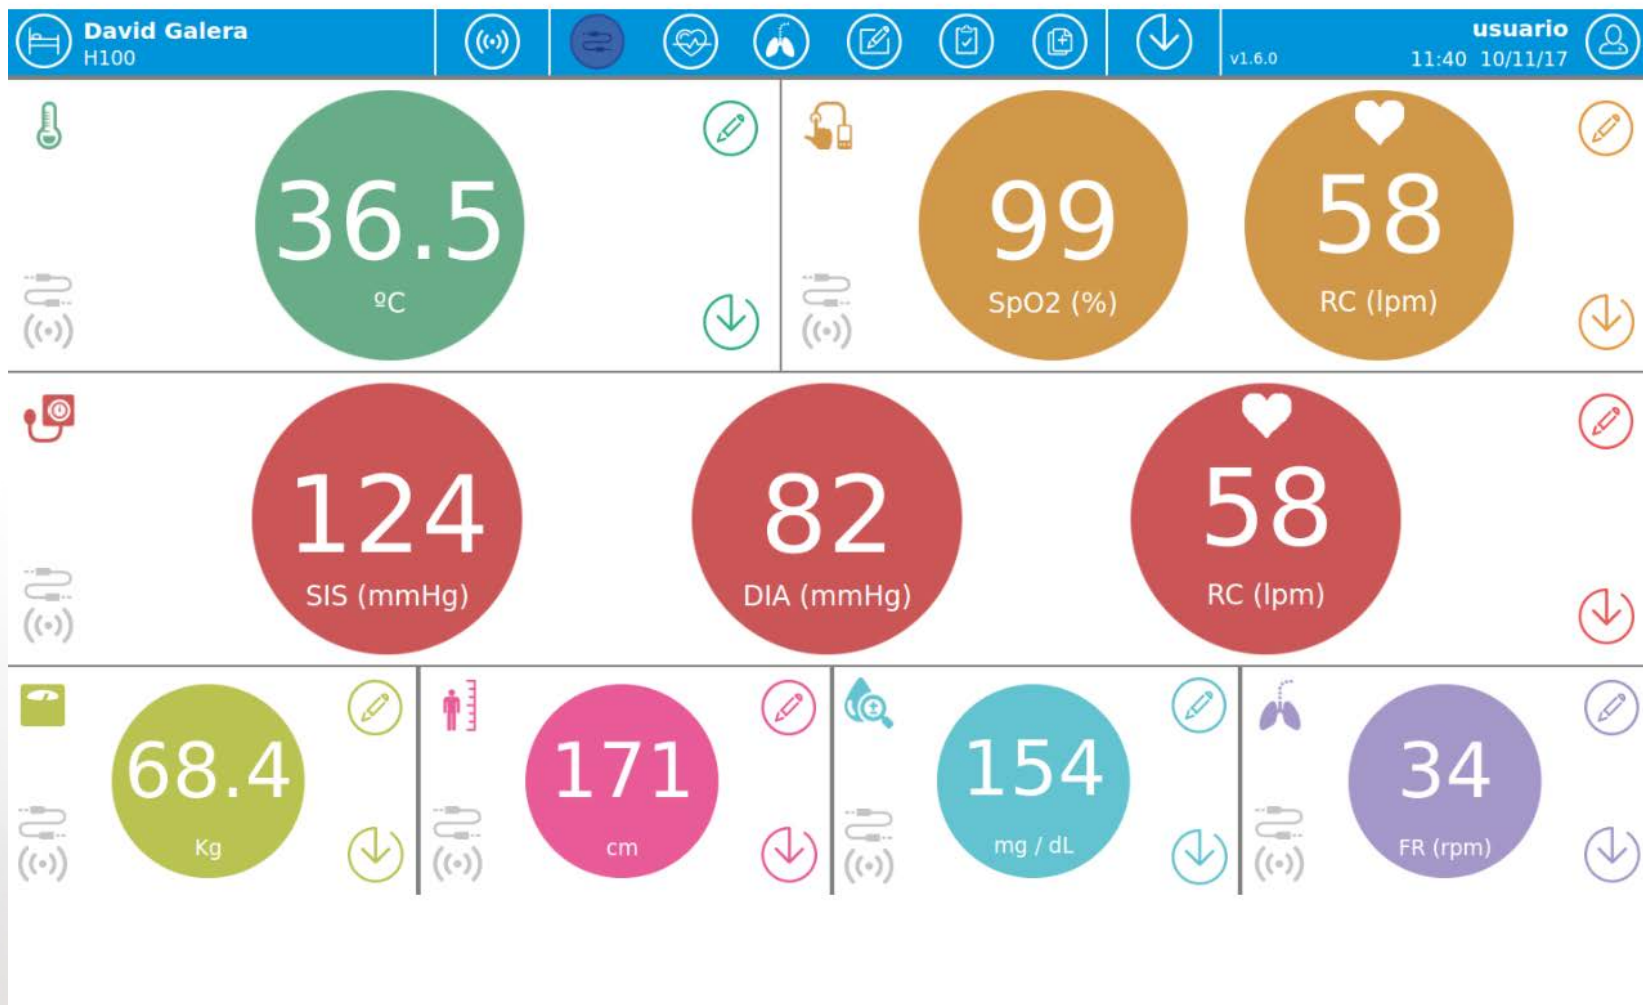 David Galera
H100
v1.6.0
usuario
11:40 10/11/17
36.5
ºC
99
SpO2 (%)
58
RC (lpm)
124
SIS (mmHg)
82
DIA (mmHg)
58
RC (lpm)
68.4
Kg
171
cm
154
mg / dL
34
FR (rpm)